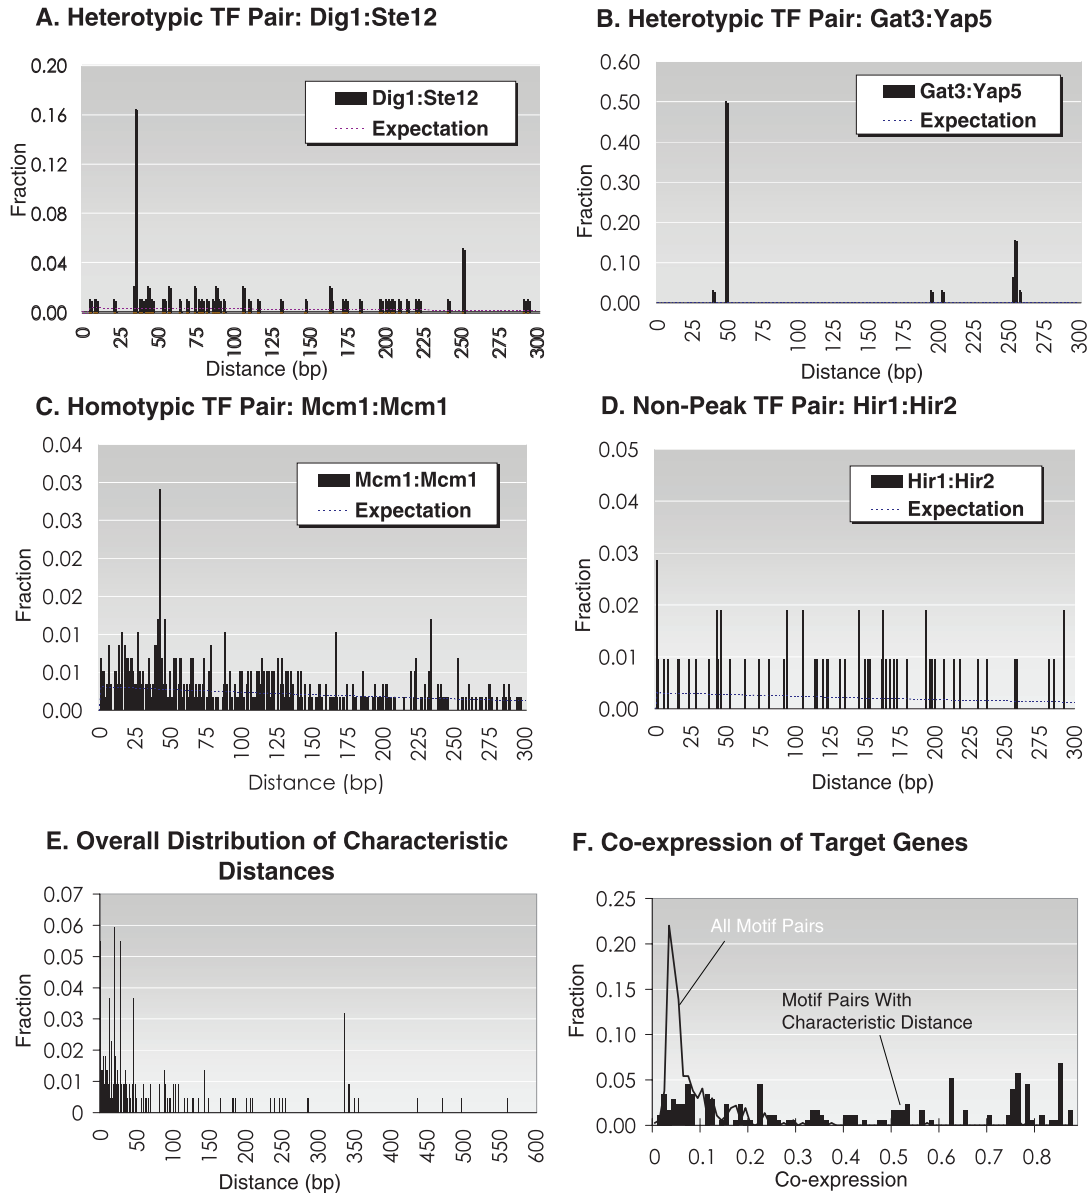 A. Heterotypic TF Pair: Dig1:Ste12
0.20
0.16
0.12
0.08
0.04
0.00
Fraction
Dig1:Ste12
Expectation
0 25 50 75 100 125 150 175 200 225 250 275 300
Distance (bp)
B. Heterotypic TF Pair: Gat3:Yap5
0.60
0.50
0.40
0.30
0.20
0.10
0.00
Fraction
Gat3:Yap5
Expectation
0 25 50 75 100 125 150 175 200 225 250 275 300
Distance (bp)
C. Homotypic TF Pair: Mcm1:Mcm1
0.04
0.03
0.03
0.02
0.02
0.01
0.01
0.00
Fraction
Mcm1:Mcm1
Expectation
0 25 50 75 100 125 150 175 200 225 250 275 300
Distance (bp)
D. Non-Peak TF Pair: Hir1:Hir2
0.05
0.04
0.03
0.02
0.01
0.00
Fraction
Hir1:Hir2
Expectation
0 25 50 75 100 125 150 175 200 225 250 275 300
Distance (bp)
E. Overall Distribution of Characteristic
Distances
0.07
0.06
0.05
0.04
0.03
0.02
0.01
0
Fraction
0 50 100 150 200 250 300 350 400 450 500 550 600
Distance (bp)
F. Co-expression of Target Genes
0.25
0.20
0.15
0.10
0.05
0.00
Fraction
All Motif Pairs
Motif Pairs With
Characteristic Distance
0 0.1 0.2 0.3 0.4 0.5 0.6 0.7 0.8
Co-expression